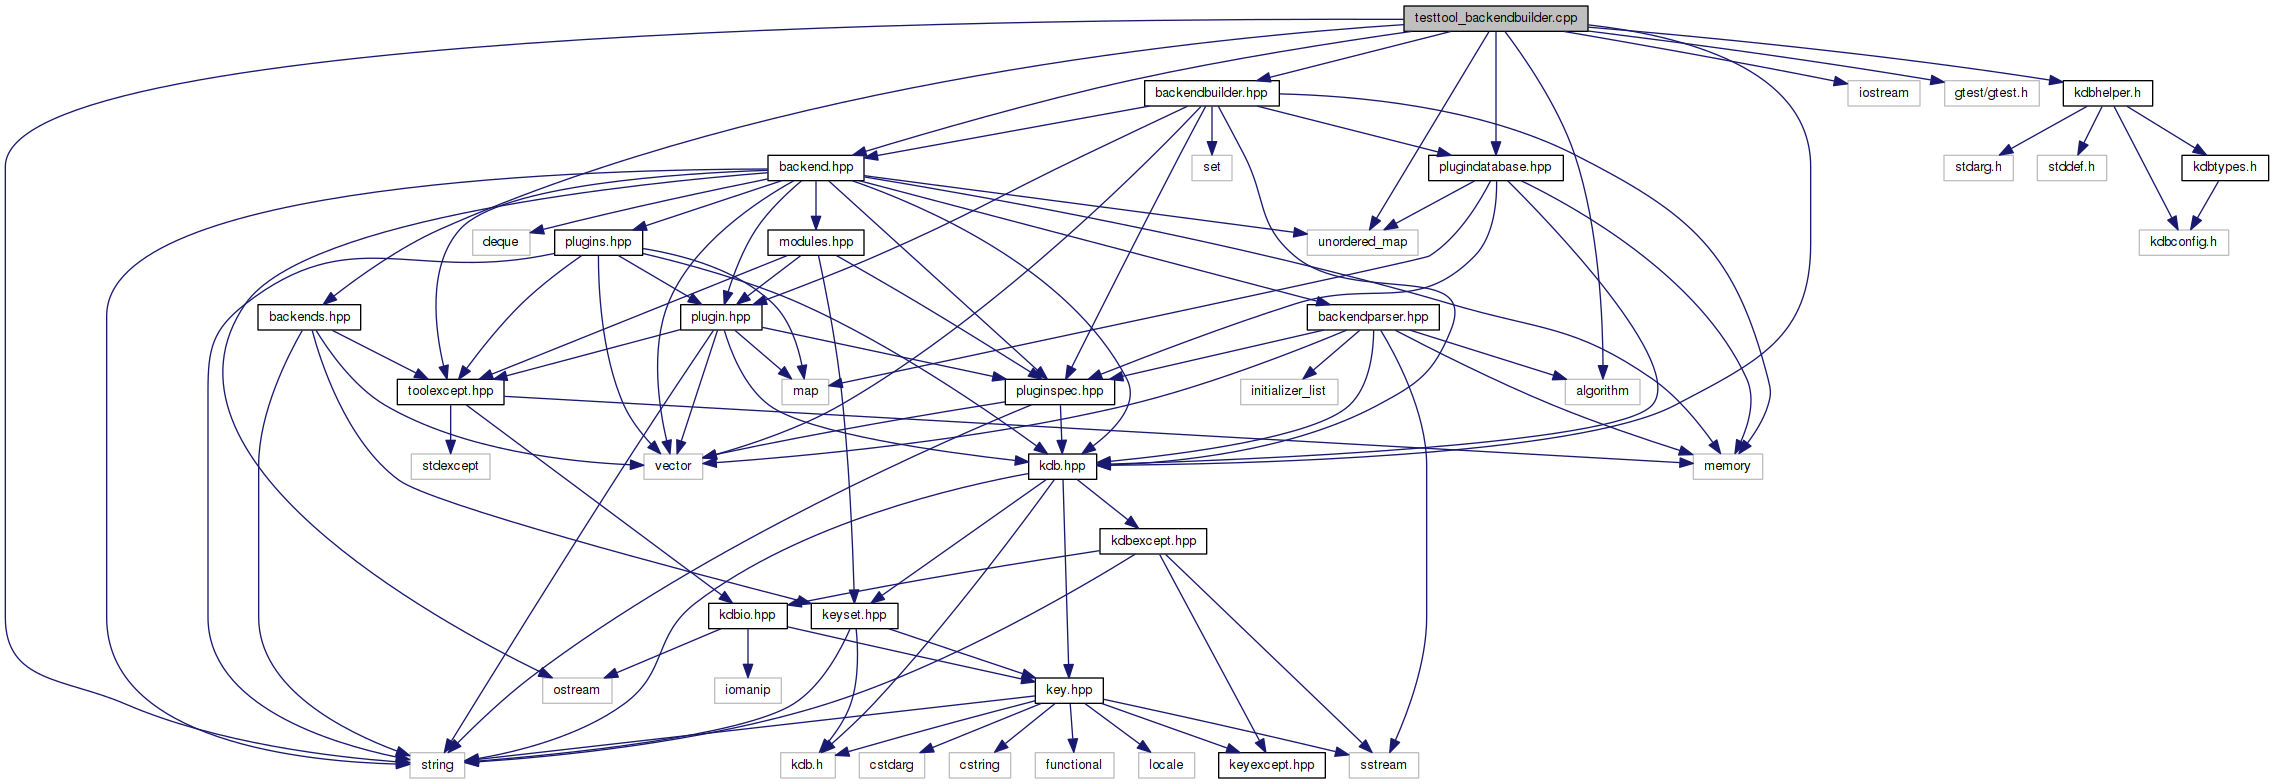 testtool_backendbuilder.cpp
backendbuilder.hpp
iostream
gtest/gtest.h
kdbhelper.h
backend.hpp
set
plugindatabase.hpp
stdarg.h
stddef.h
kdbtypes.h
deque
plugins.hpp
modules.hpp
unordered_map
kdbconfig.h
backends.hpp
plugin.hpp
backendparser.hpp
toolexcept.hpp
map
pluginspec.hpp
initializer_list
algorithm
stdexcept
vector
kdb.hpp
memory
kdbexcept.hpp
kdbio.hpp
keyset.hpp
ostream
iomanip
key.hpp
string
kdb.h
cstdarg
cstring
functional
locale
keyexcept.hpp
sstream